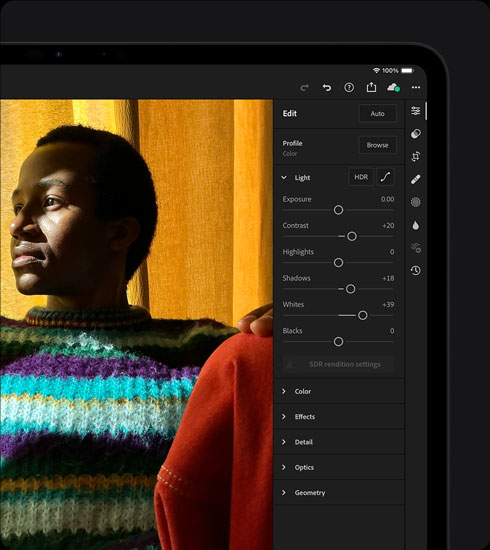 100%
Edit
Auto
Profile
Color
Browse
Light
HDR
Exposure 0.00
Contrast +20
Highlights 0
Shadows +18
Whites +39
Blacks 0
SDR rendition settings
Color
Effects
Detail
Optics
Geometry